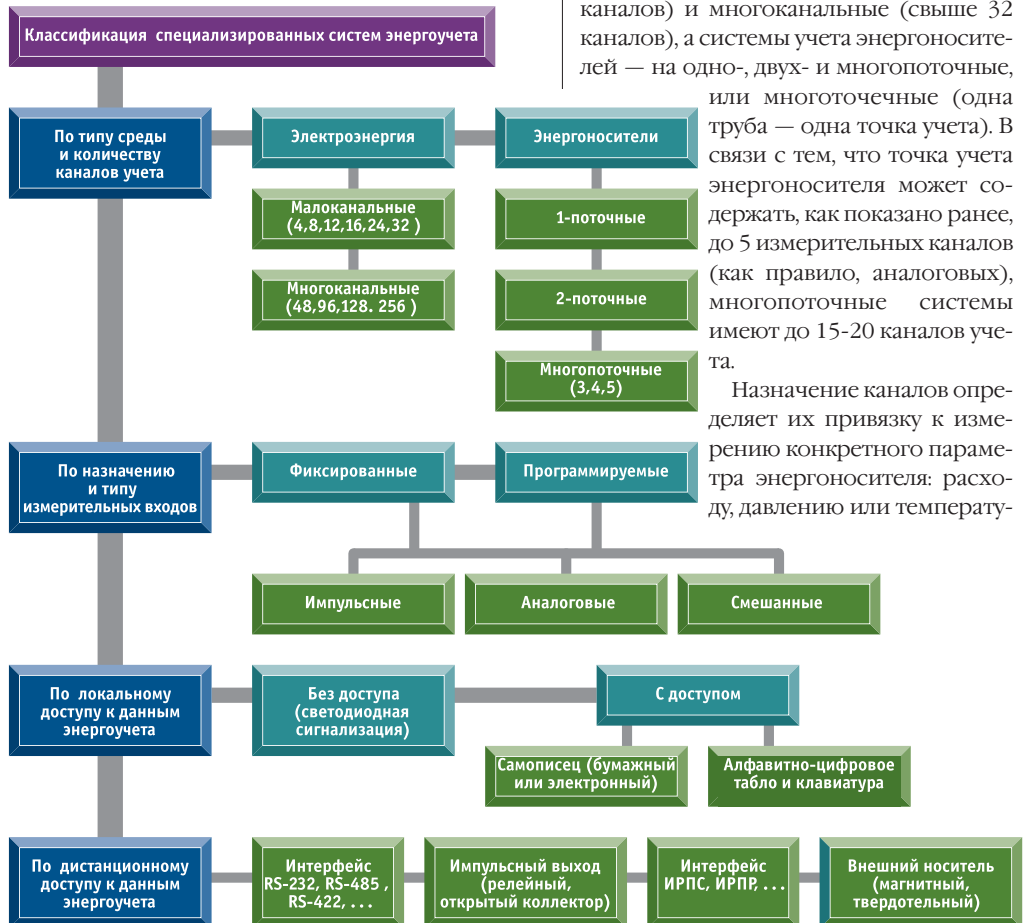 Классификация специализированных систем энергоучета
По типу среды
и количеству
каналов учета
Электроэнергия
Малоканальные
(4,8,12,16,24,32 )
Многоканальные
(48,96,128. 256 )
Энергоносители
1-поточные
2-поточные
Многопоточные
(3,4,5)
По назначению
и типу
измерительных входов
Фиксированные
Программируемые
Импульсные
Аналоговые
Смешанные
По локальному
доступу к данным
энергоучета
Без доступа
(светодиодная
сигнализация)
С доступом
Самописец (бумажный
или электронный)
Алфавитно-цифровое
табло и клавиатура
По дистанционному
доступу к данным
энергоучета
Интерфейс
RS-232, RS-485 ,
RS-422, . . .
Импульсный выход
(релейный,
открытый коллектор)
Интерфейс
ИРПС, ИРПР, . . .
Внешний носитель
(магнитный,
твердотельный)
каналов) и многоканальные (свыше 32
каналов), а системы учета энергоносите-
лей — на одно-, двух- и многопоточные,
или многоточечные (одна
труба — одна точка учета). В
связи с тем, что точка учета
энергоносителя может со-
держать, как показано ранее,
до 5 измерительных каналов
(как правило, аналоговых),
многопоточные системы
имеют до 15-20 каналов уче-
та.
Назначение каналов опре-
деляет их привязку к изме-
рению конкретного параме-
тра энергоносителя: расхо-
ду, давлению или температу-